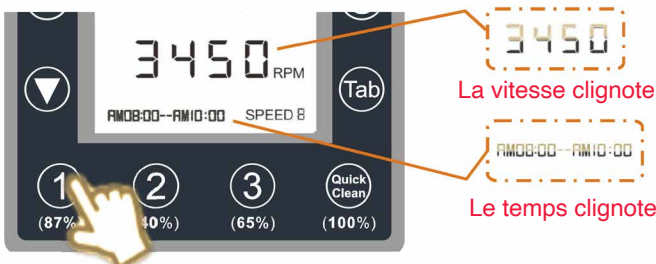 3450 RPM
Tab
AM08:00--AM10:00 SPEED 8
1 2 3 Quick Clean
(87% 40%) (65%) (100%)
3450
La vitesse clignote
AM08:00--AM10:00
Le temps clignote